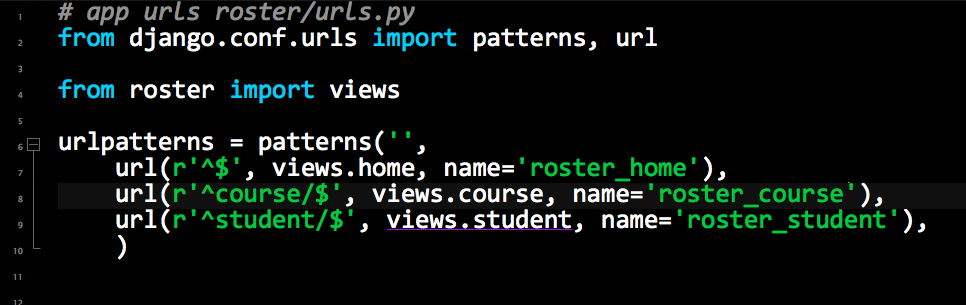 1 # app urls roster/urls.py
2 from django.conf.urls import patterns, url
3
4 from roster import views
5
6 urlpatterns = patterns('',
7     url(r'^$', views.home, name='roster_home'),
8     url(r'^course/$', views.course, name='roster_course'),
9     url(r'^student/$', views.student, name='roster_student'),
10     )
11
12